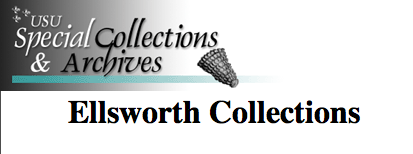 USU
Special Collections
& Archives
Ellsworth Collections